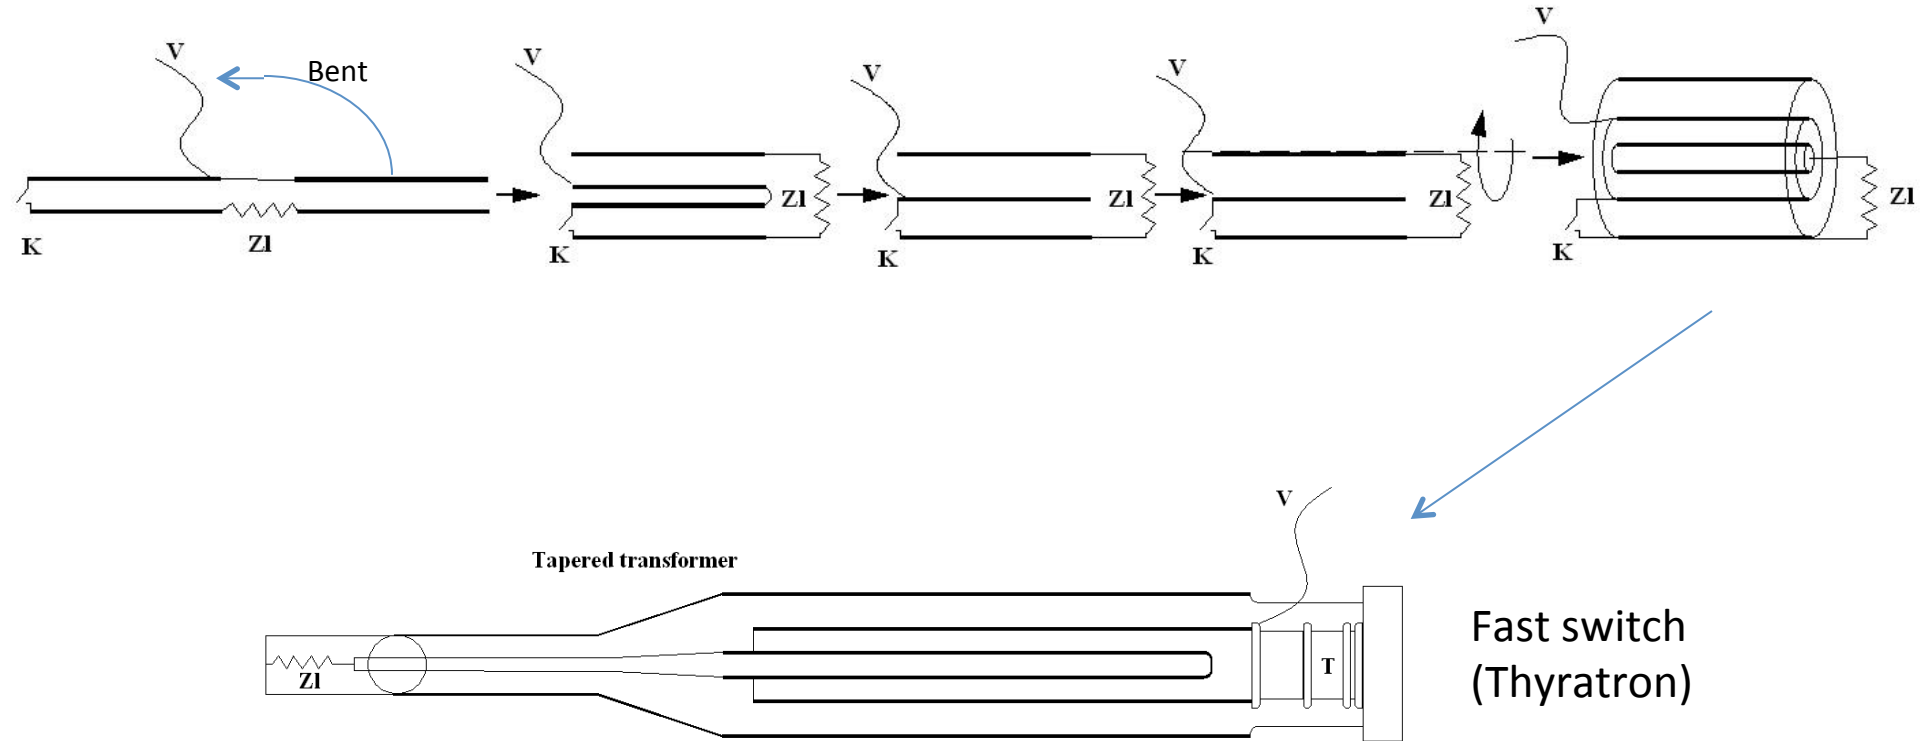 V
Bent
K
Zl
V
K
Zl
V
K
Zl
V
K
Zl
V
K
Zl
Tapered transformer
V
Zl
T
Fast switch
(Thyratron)